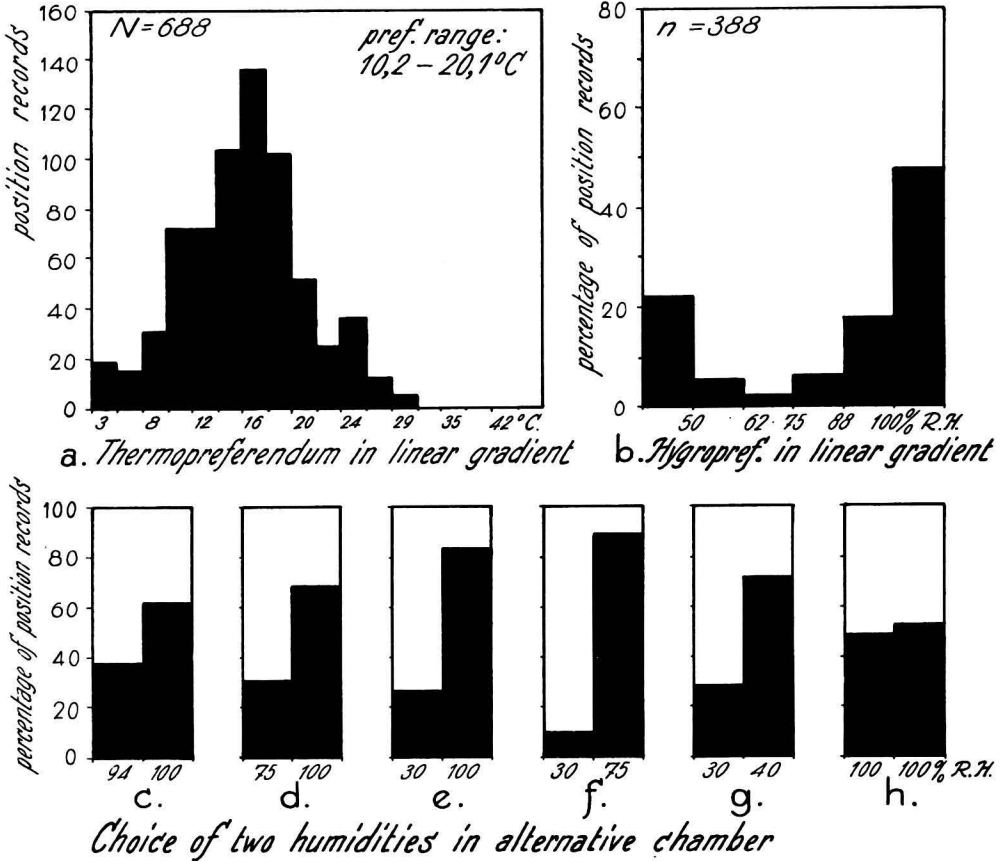 position records
160
140
120
100
80
60
40
20
0
N=688
pref. range:
10,2 – 20,1°C
3 8 12 16 20 24 29 35 42°C.
a. Thermopreferendum in linear gradient
percentage of position records
80
60
40
20
0
n=388
50 62 75 88 100% R.H.
b. Hygropref. in linear gradient
percentage of position records
100
80
60
40
20
0
94 100
75 100
30 100
30 75
30 40
100 100% R.H.
c. d. e. f. g. h.
Choice of two humidities in alternative chamber